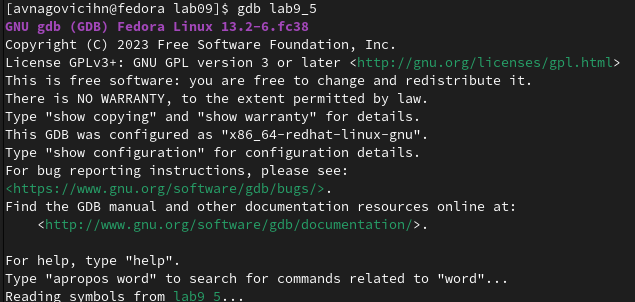 [avnagovicihn@fedora lab09]$ gdb lab9_5
GNU gdb (GDB) Fedora Linux 13.2-6.fc38
Copyright (C) 2023 Free Software Foundation, Inc.
License GPLv3+: GNU GPL version 3 or later <http://gnu.org/licenses/gpl.html>
This is free software: you are free to change and redistribute it.
There is NO WARRANTY, to the extent permitted by law.
Type "show copying" and "show warranty" for details.
This GDB was configured as "x86_64-redhat-linux-gnu".
Type "show configuration" for configuration details.
For bug reporting instructions, please see:
<https://www.gnu.org/software/gdb/bugs/>.
Find the GDB manual and other documentation resources online at:
    <http://www.gnu.org/software/gdb/documentation/>.

For help, type "help".
Type "apropos word" to search for commands related to "word"...
Reading symbols from lab9_5...